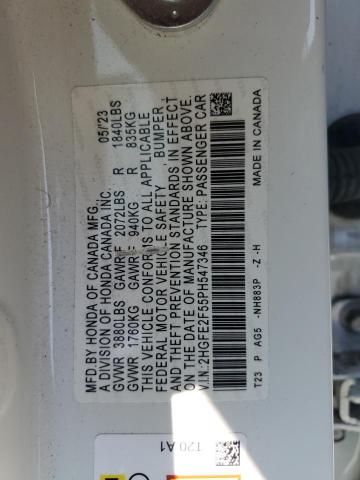 MFD.BY HONDA OF CANADA MFG., 05/23
A DIVISION OF HONDA CANADA INC.
GVWR 3880LBS GAWR F 2072LBS R 1840LBS
GVWR 1760KG GAWR F 940KG R 835KG
THIS VEHICLE CONFORMS TO ALL APPLICABLE
FEDERAL MOTOR VEHICLE SAFETY, BUMPER,
AND THEFT PREVENTION STANDARDS IN EFFECT
ON THE DATE OF MANUFACTURE SHOWN ABOVE.
V.I.N.: 2HGFE2F55PH547346 TYPE: PASSENGER CAR
T23 P AG5 -NH883P -Z -H MADE IN CANADA
T20 A1